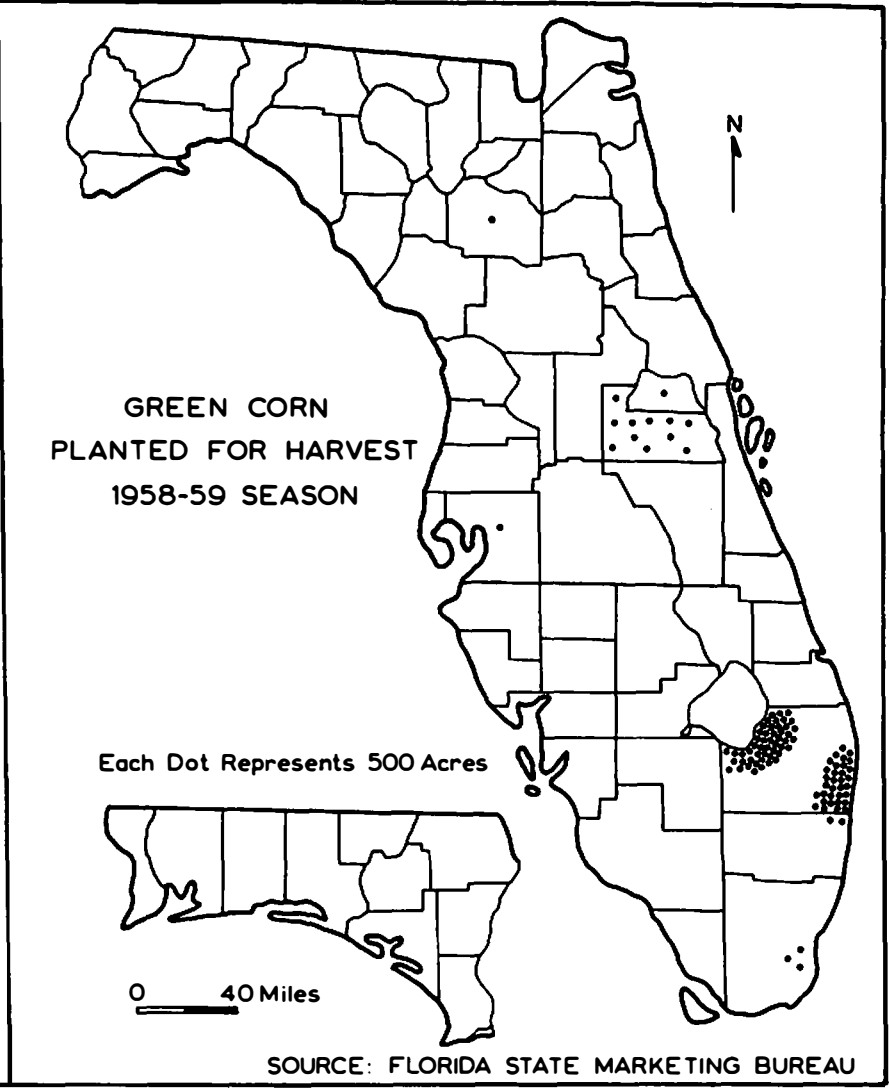 N
GREEN CORN
PLANTED FOR HARVEST
1958-59 SEASON
Each Dot Represents 500 Acres
0 40 Miles
SOURCE: FLORIDA STATE MARKETING BUREAU